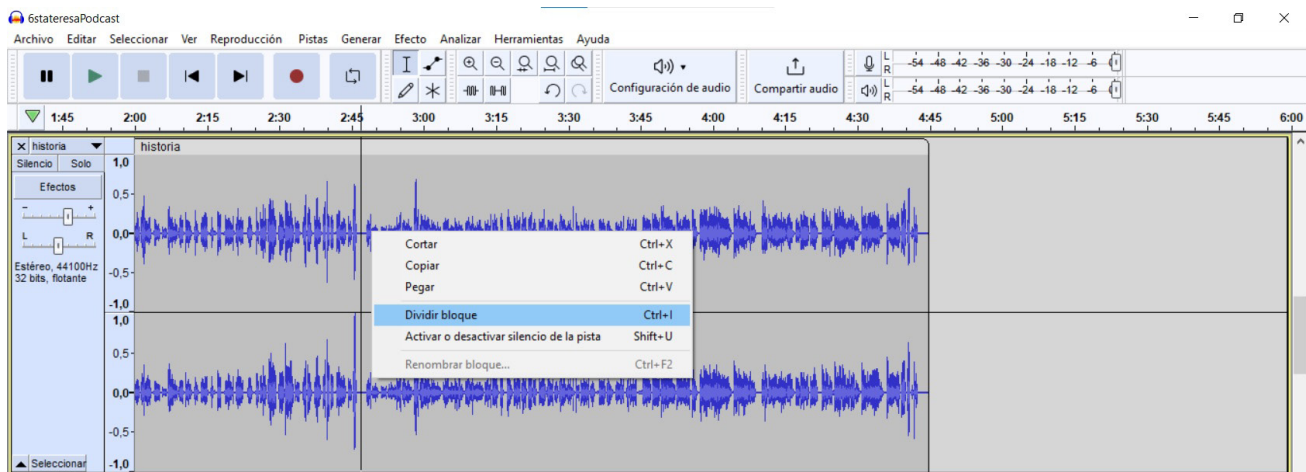 6stateresaPodcast
Archivo Editar Seleccionar Ver Reproducción Pistas Generar Efecto Analizar Herramientas Ayuda
Configuración de audio
Compartir audio
L -54 -48 -42 -36 -30 -24 -18 -12 -6 0
R
L -54 -48 -42 -36 -30 -24 -18 -12 -6 0
R
1:45 2:00 2:15 2:30 2:45 3:00 3:15 3:30 3:45 4:00 4:15 4:30 4:45 5:00 5:15 5:30 5:45 6:00
historia
historia
Silencio Solo
Efectos
- +
L R
Estéreo, 44100Hz
32 bits, flotante
Seleccionar
1,0
0,5
0,0
-0,5
-1,0
1,0
0,5
0,0
-0,5
-1,0
Cortar Ctrl+X
Copiar Ctrl+C
Pegar Ctrl+V
Dividir bloque Ctrl+I
Activar o desactivar silencio de la pista Shift+U
Renombrar bloque... Ctrl+F2